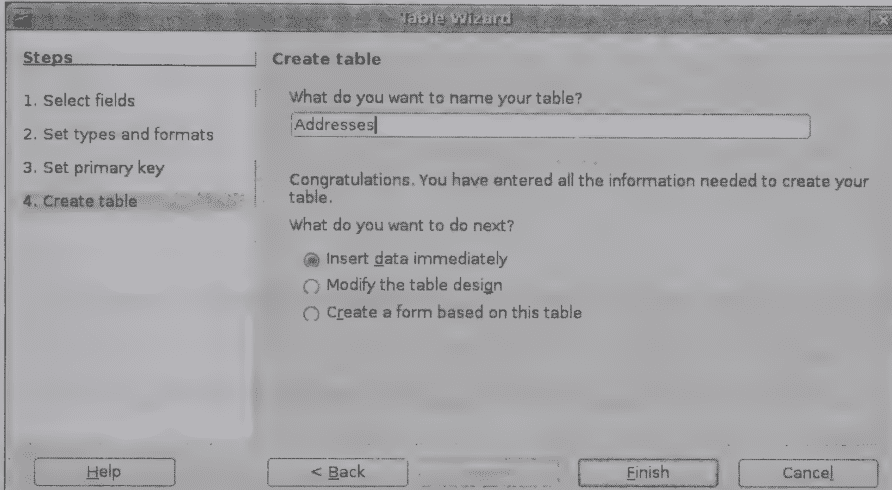 Table Wizard
Steps
1. Select fields
2. Set types and formats
3. Set primary key
4. Create table
Create table
What do you want to name your table?
Addresses
Congratulations. You have entered all the information needed to create your
table.
What do you want to do next?
Insert data immediately
Modify the table design
Create a form based on this table
Help
< Back
Finish
Cancel